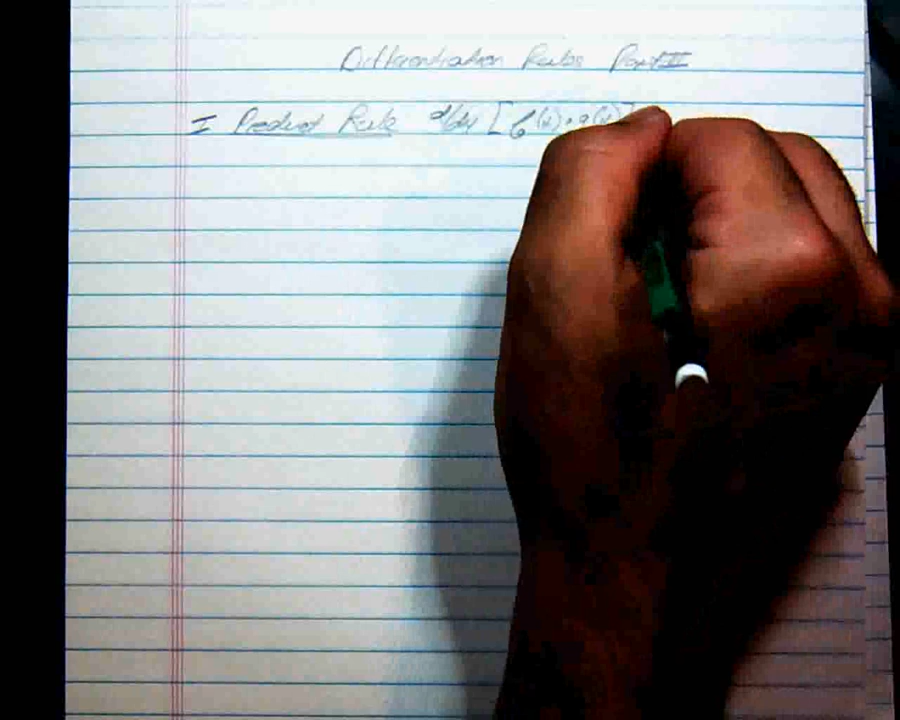 Differentiation Rules Part II
I Product Rule d/dx [f(x)·g(x)]